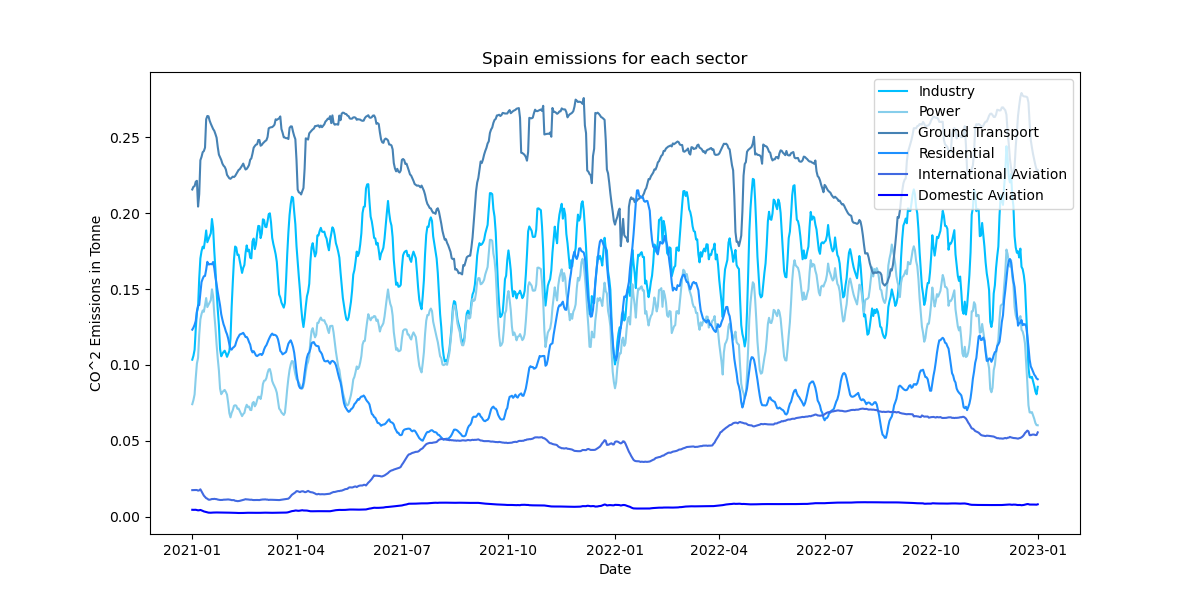 Spain emissions for each sector
Industry
Power
Ground Transport
Residential
International Aviation
Domestic Aviation
CO^2 Emissions in Tonne
0.25
0.20
0.15
0.10
0.05
0.00
2021-01 2021-04 2021-07 2021-10 2022-01 2022-04 2022-07 2022-10 2023-01
Date